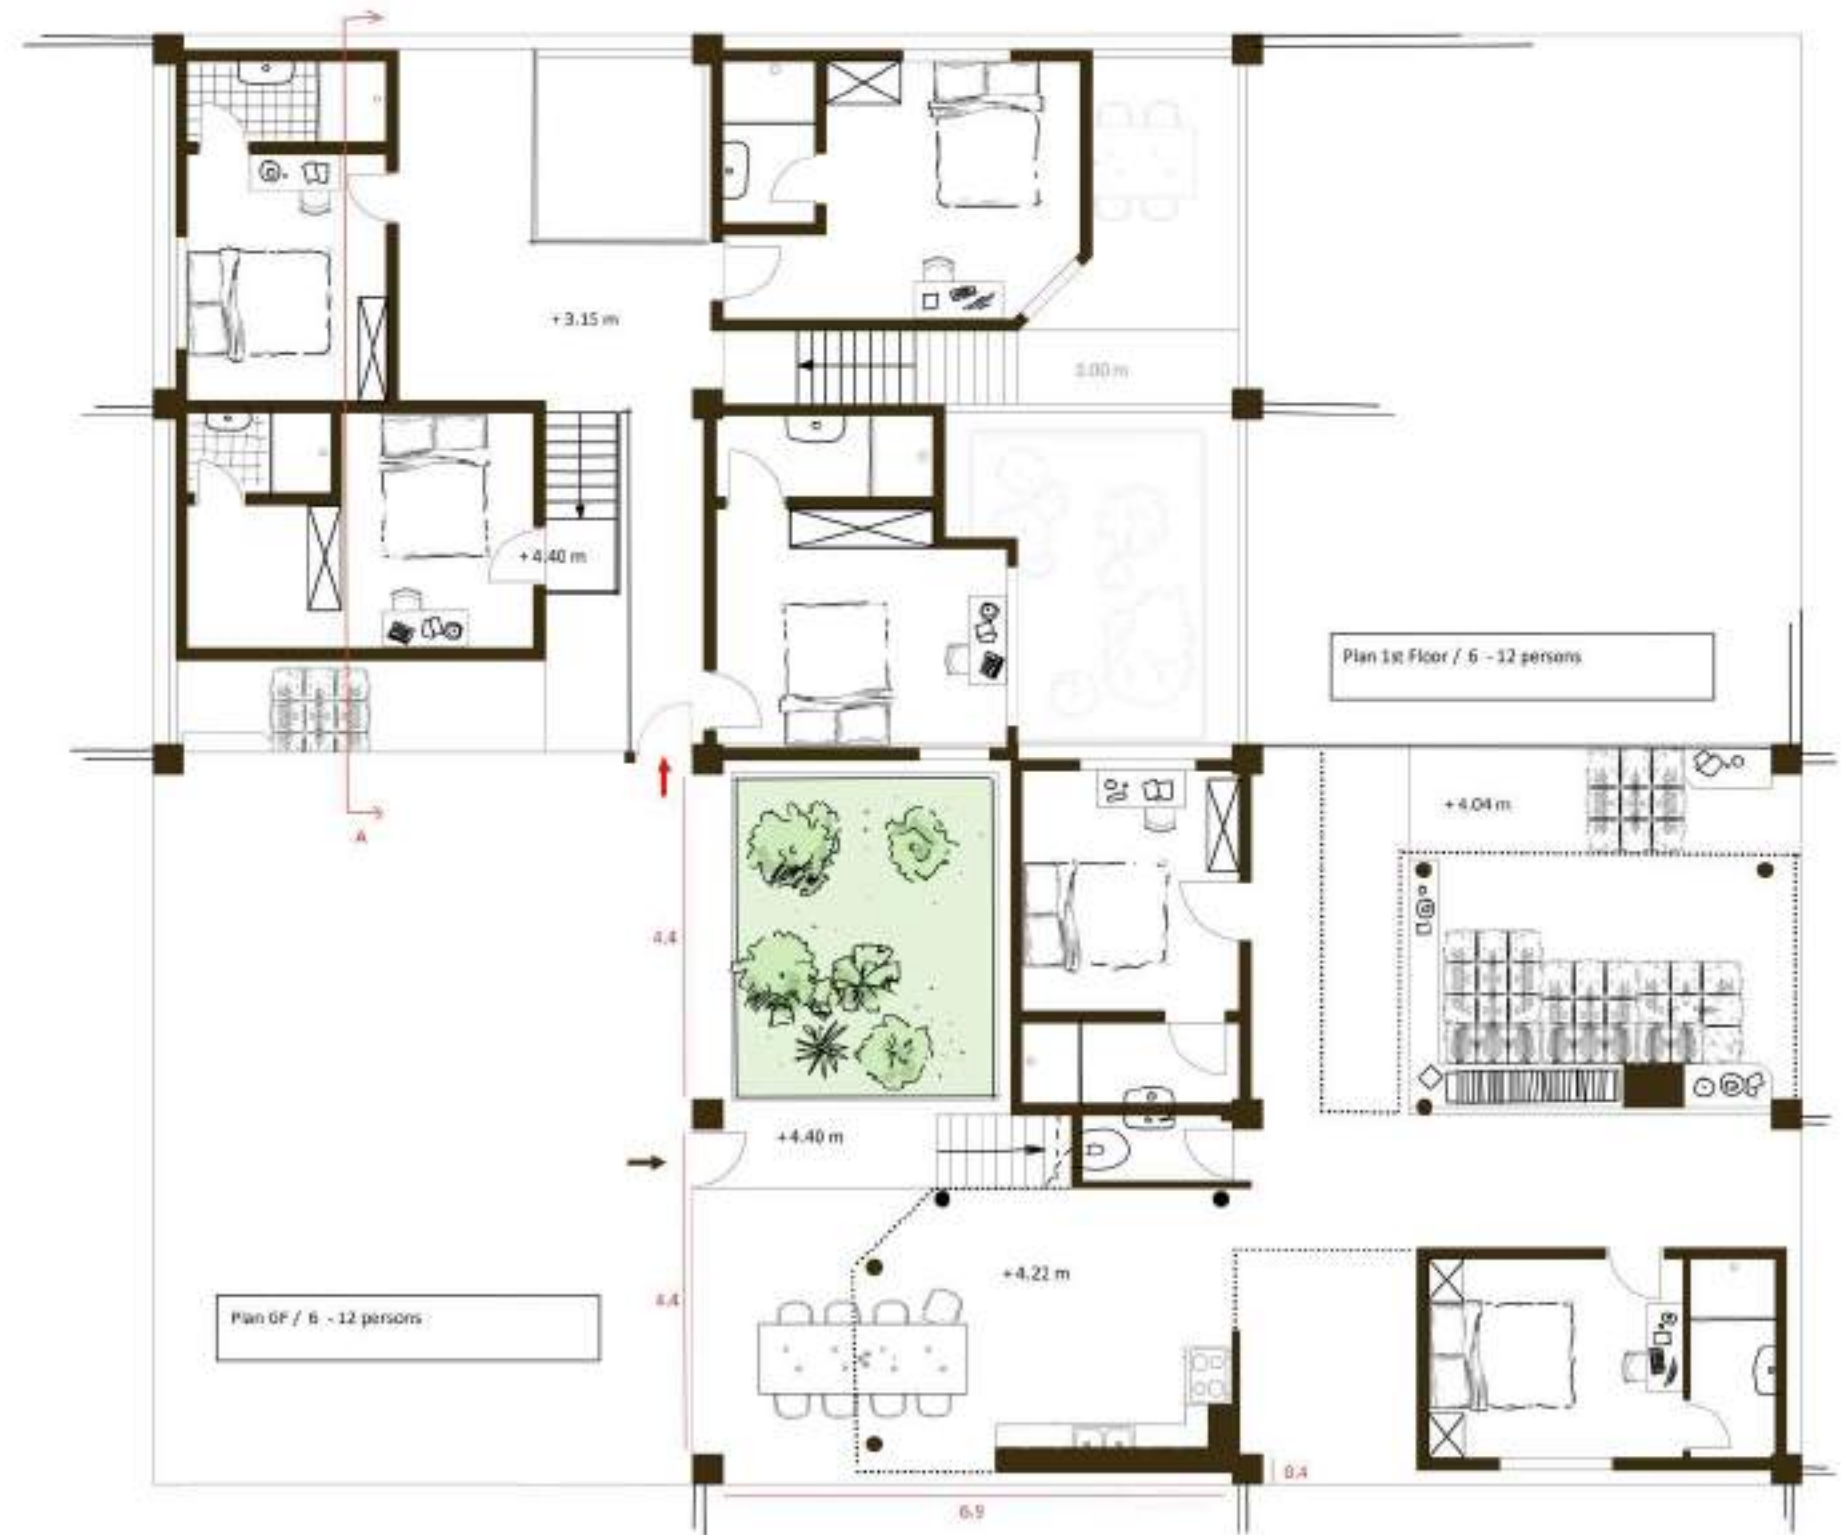 + 3.15 m
3.00 m
+ 4.40 m
Plan 1st Floor / 6 - 12 persons
+ 4.04 m
A
4.4
+ 4.40 m
+ 4.22 m
4.4
Plan GF / 6 - 12 persons
0.4
6.9